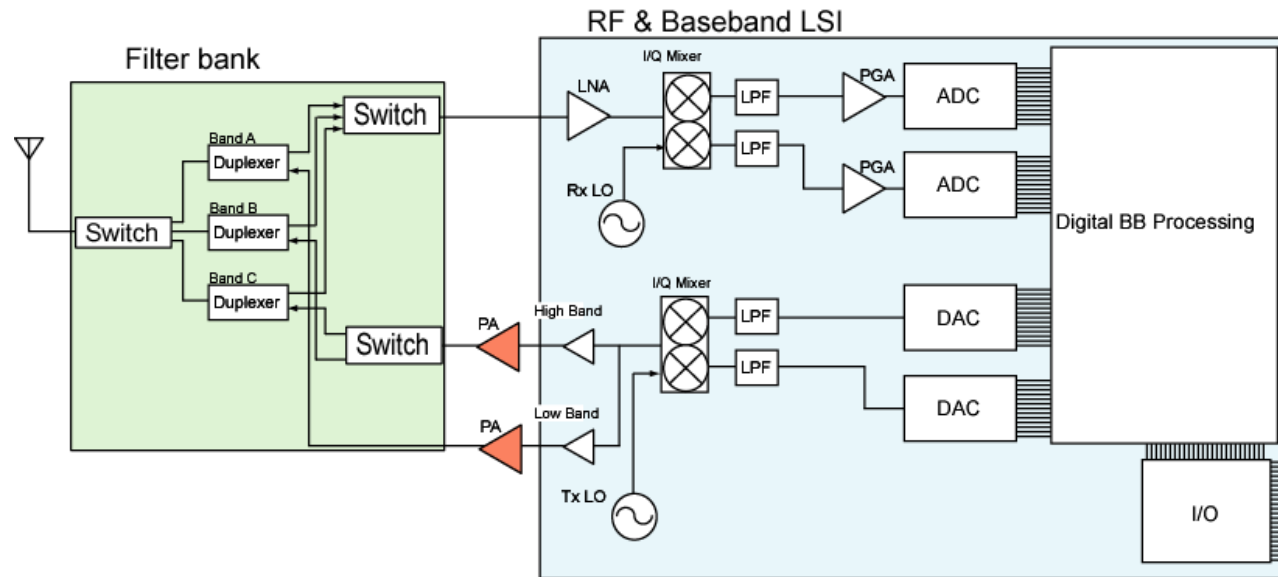 RF & Baseband LSI
Filter bank
I/Q Mixer
LNA
LPF
PGA
ADC
Switch
Band A
Duplexer
LPF
PGA
ADC
Rx LO
Band B
Duplexer
Switch
Digital BB Processing
Band C
Duplexer
I/Q Mixer
High Band
PA
LPF
DAC
Switch
LPF
DAC
Low Band
PA
Tx LO
I/O